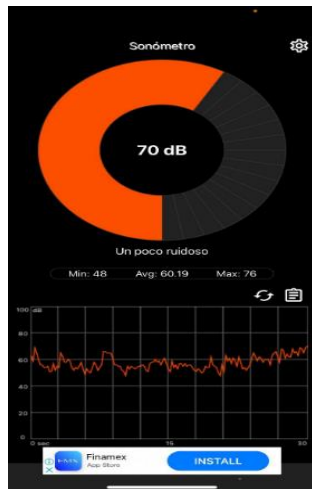 Sonómetro
70 dB
Un poco ruidoso
Min: 48 Avg: 60.19 Max: 76
100 dB
80
60
40
20
0
0 sec 15 30
Finamex
App Store
INSTALL